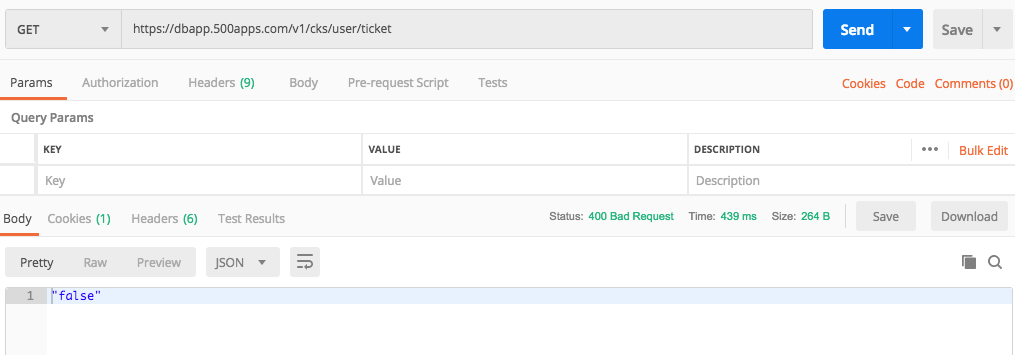 GET https://dbapp.500apps.com/v1/cks/user/ticket Send Save
Params Authorization Headers (9) Body Pre-request Script Tests Cookies Code Comments (0)
Query Params
KEY VALUE DESCRIPTION ••• Bulk Edit
Key Value Description
Body Cookies (1) Headers (6) Test Results Status: 400 Bad Request Time: 439 ms Size: 264 B Save Download
Pretty Raw Preview JSON
1 "false"